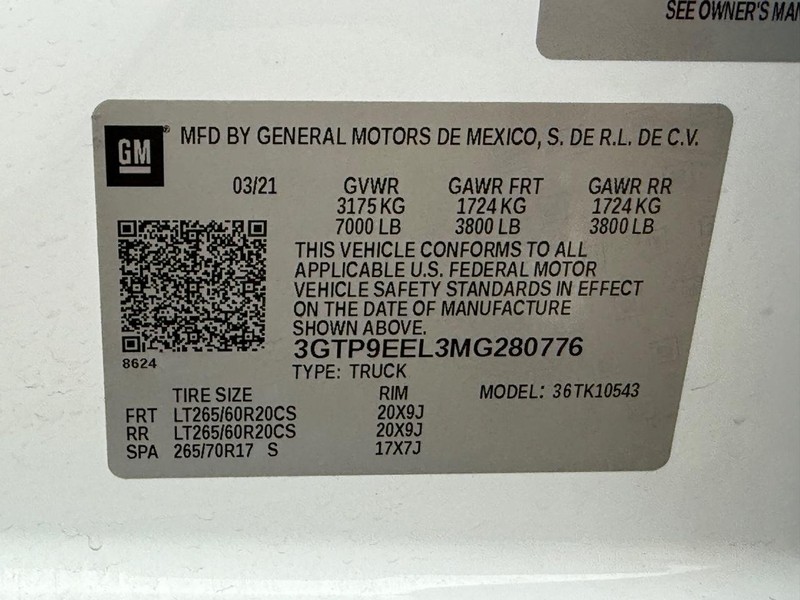 SEE OWNER'S MAN
GM
MFD BY GENERAL MOTORS DE MEXICO, S. DE R.L. DE C.V.
03/21 GVWR GAWR FRT GAWR RR
3175 KG 1724 KG 1724 KG
7000 LB 3800 LB 3800 LB
THIS VEHICLE CONFORMS TO ALL
APPLICABLE U.S. FEDERAL MOTOR
VEHICLE SAFETY STANDARDS IN EFFECT
ON THE DATE OF MANUFACTURE
SHOWN ABOVE.
3GTP9EEL3MG280776
8624
TYPE: TRUCK
TIRE SIZE RIM MODEL: 36TK10543
FRT LT265/60R20CS 20X9J
RR LT265/60R20CS 20X9J
SPA 265/70R17 S 17X7J